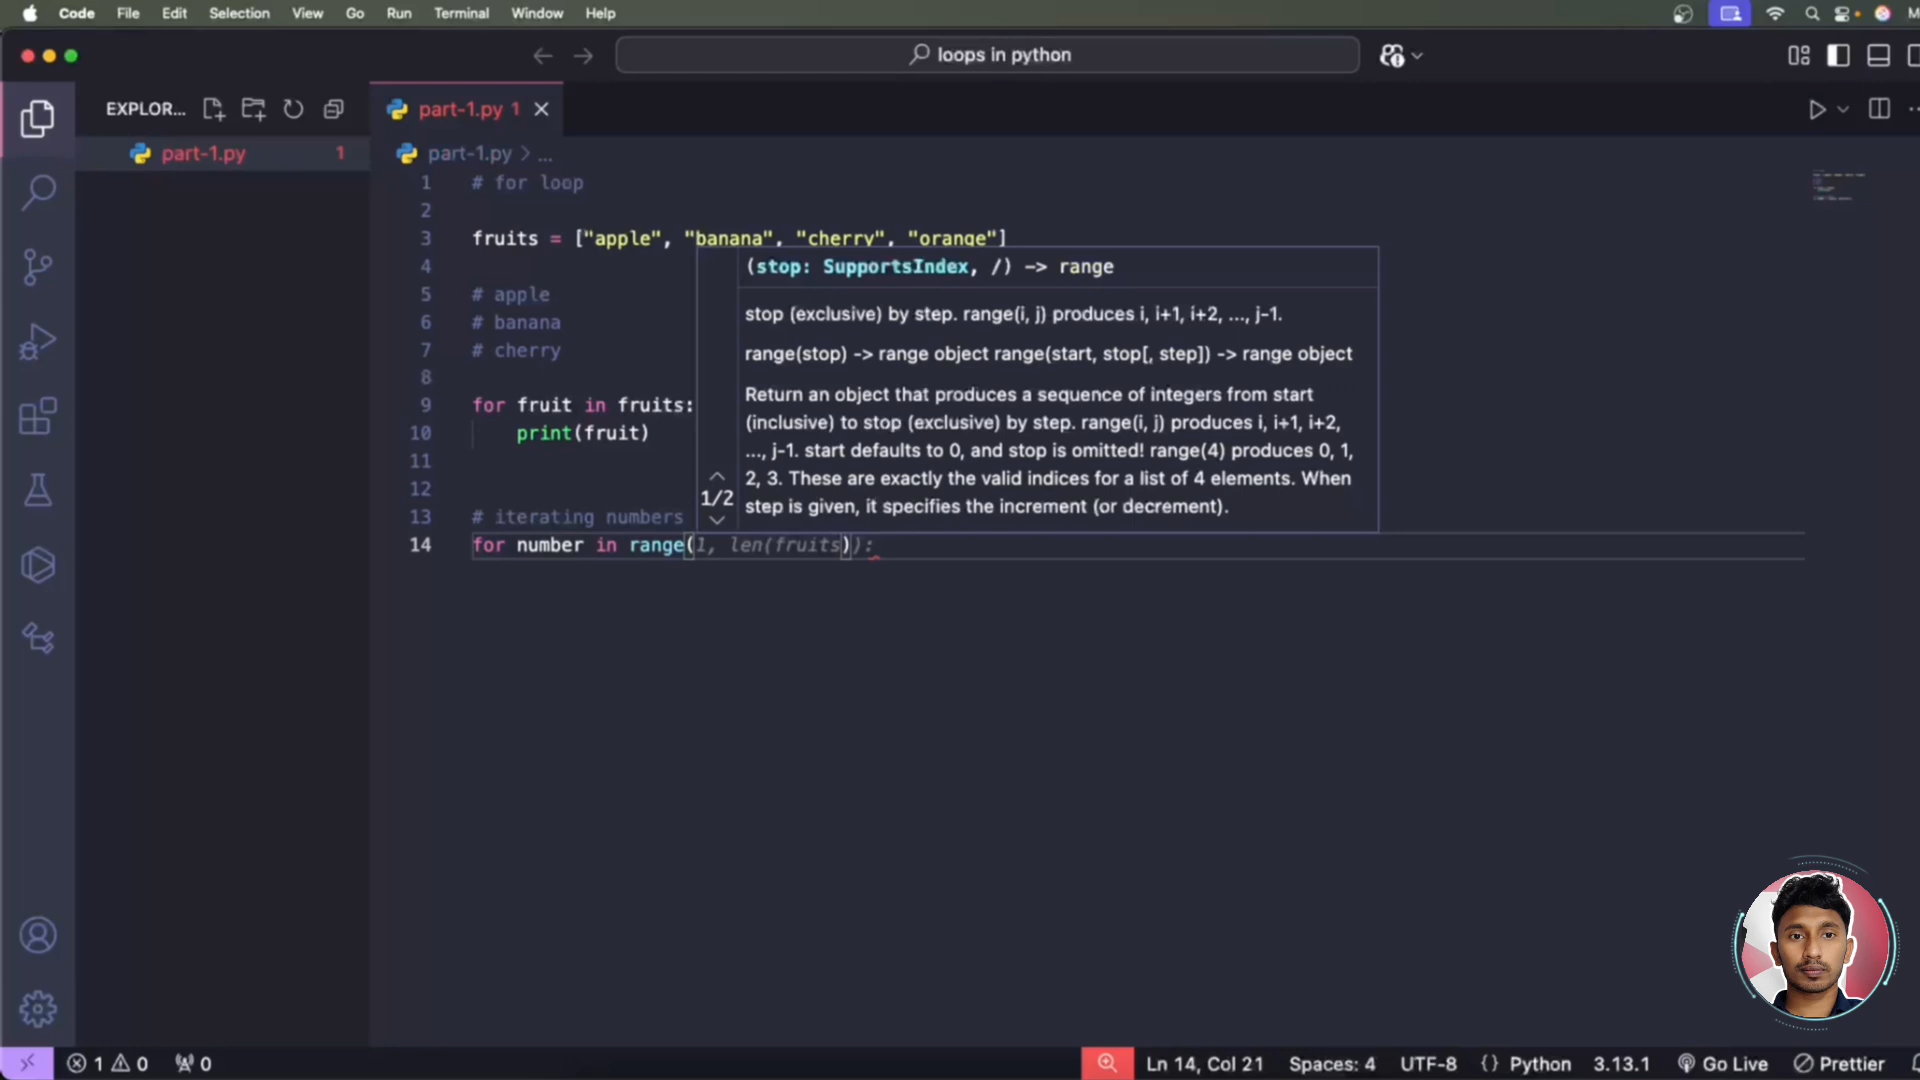 Code File Edit Selection View Go Run Terminal Window Help
loops in python
EXPLOR...
part-1.py 1
part-1.py 1
part-1.py > ...
1 # for loop
2
3 fruits = ["apple", "banana", "cherry", "orange"]
(stop: SupportsIndex, /) -> range
4
5 # apple
stop (exclusive) by step. range(i, j) produces i, i+1, i+2, ..., j-1.
6 # banana
7 # cherry
range(stop) -> range object range(start, stop[, step]) -> range object
8
Return an object that produces a sequence of integers from start
9 for fruit in fruits:
(inclusive) to stop (exclusive) by step. range(i, j) produces i, i+1, i+2,
10 print(fruit)
..., j-1. start defaults to 0, and stop is omitted! range(4) produces 0, 1,
11
2, 3. These are exactly the valid indices for a list of 4 elements. When
12
1/2
step is given, it specifies the increment (or decrement).
13 # iterating numbers
14 for number in range(1, len(fruits)):
1 0 0
Ln 14, Col 21 Spaces: 4 UTF-8 {} Python 3.13.1 Go Live Prettier